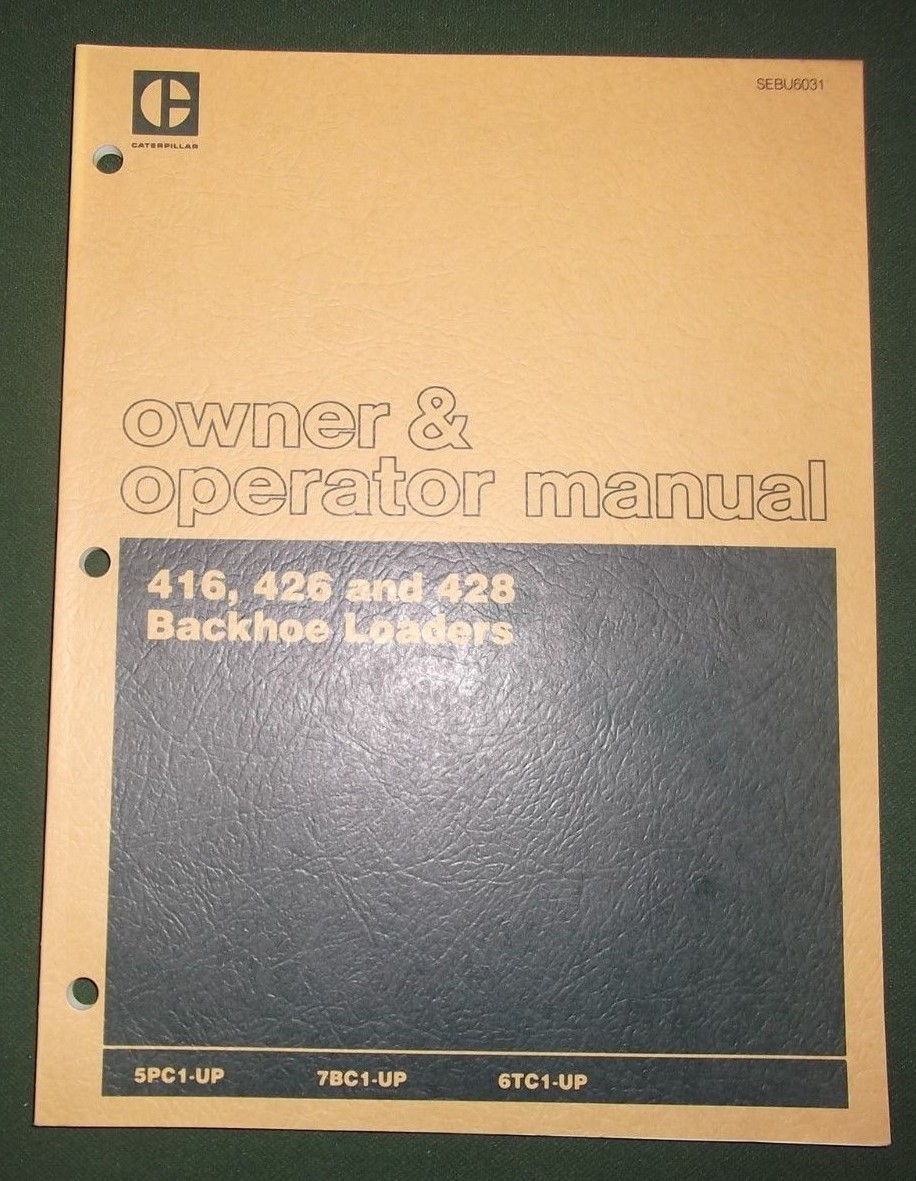 SEBU6031
CATERPILLAR
owner &
operator manual
416, 426 and 428
Backhoe Loaders
5PC1-UP 7BC1-UP 6TC1-UP